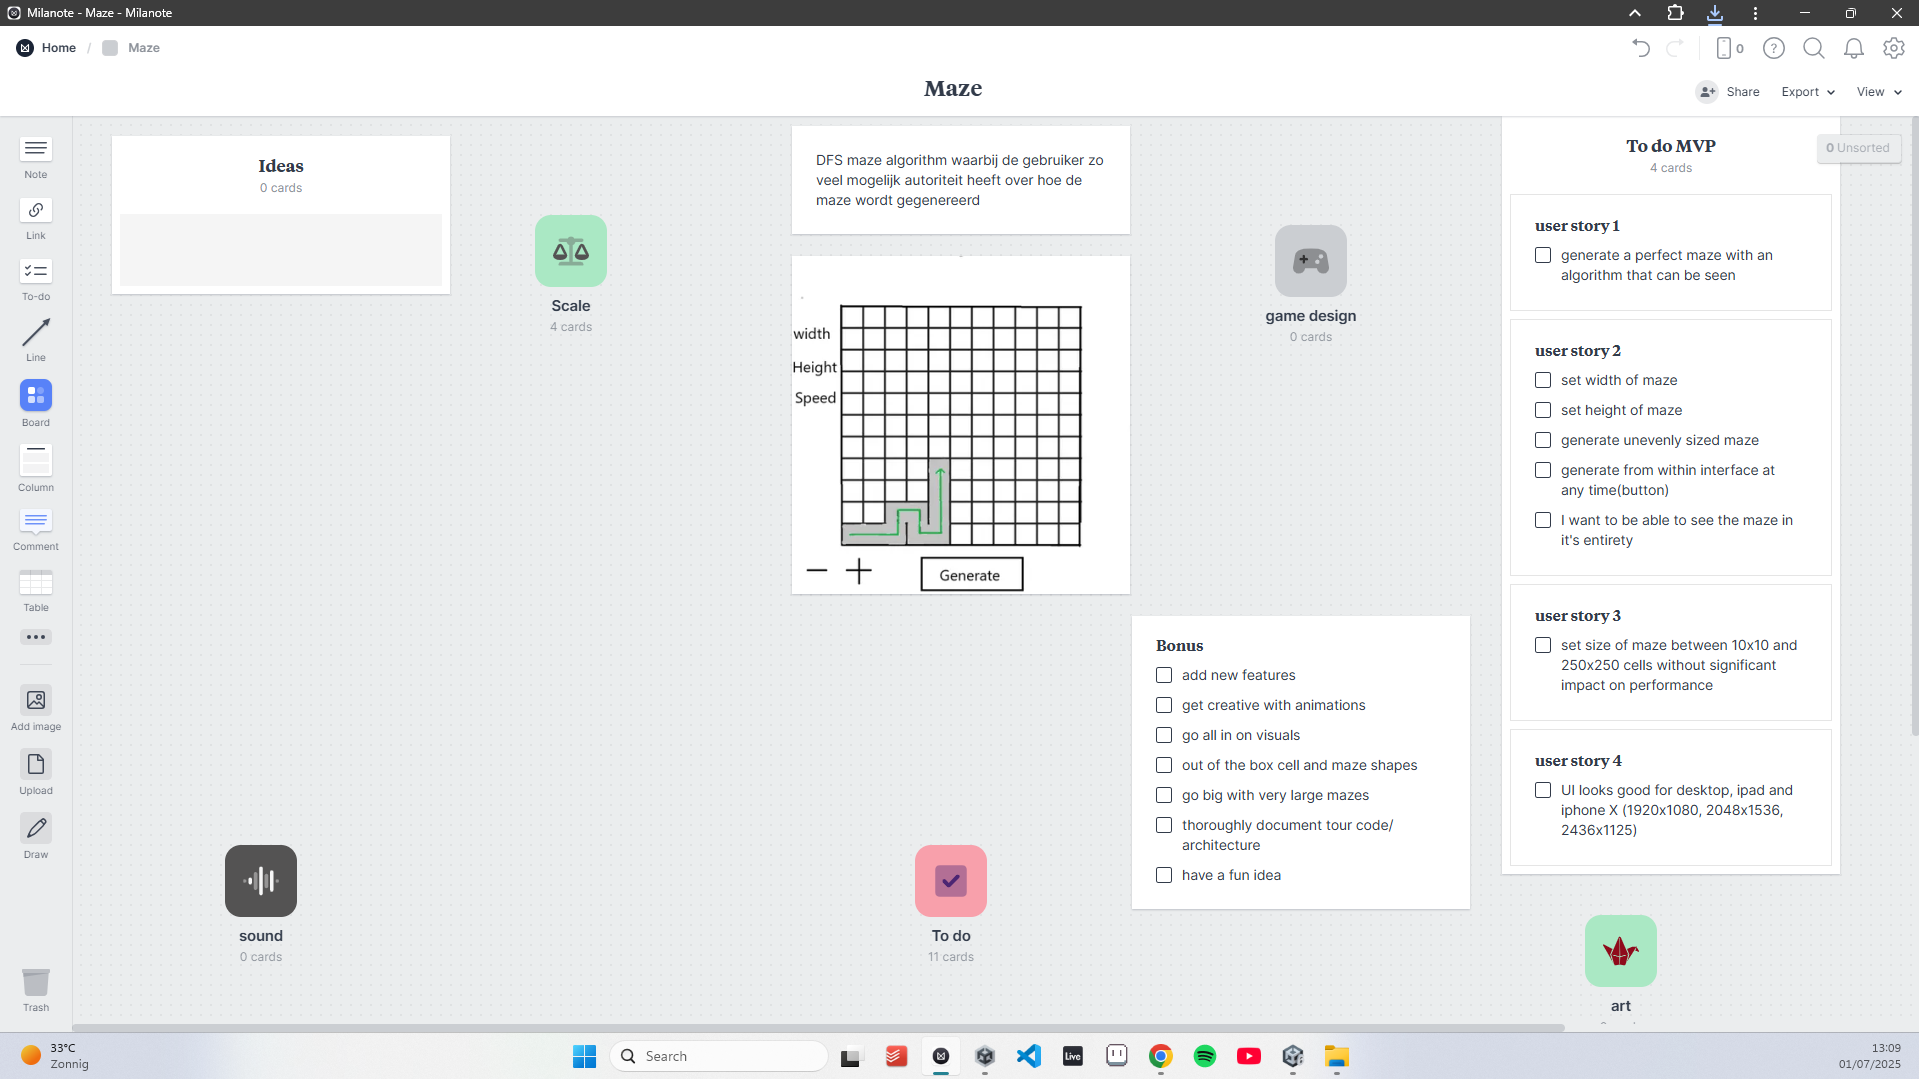 Milanote - Maze - Milanote
Home / Maze
0
Maze
Share
Export
View
Note
Link
To-do
Line
Board
Column
Comment
Table
Add image
Upload
Draw
Trash
Ideas
0 cards
Scale
4 cards
DFS maze algorithm waarbij de gebruiker zo
veel mogelijk autoriteit heeft over hoe de
maze wordt gegenereerd
width
Height
Speed
Generate
game design
0 cards
Bonus
add new features
get creative with animations
go all in on visuals
out of the box cell and maze shapes
go big with very large mazes
thoroughly document tour code/
architecture
have a fun idea
sound
0 cards
To do
11 cards
To do MVP
4 cards
0 Unsorted
user story 1
generate a perfect maze with an
algorithm that can be seen
user story 2
set width of maze
set height of maze
generate unevenly sized maze
generate from within interface at
any time(button)
I want to be able to see the maze in
it's entirety
user story 3
set size of maze between 10x10 and
250x250 cells without significant
impact on performance
user story 4
UI looks good for desktop, ipad and
iphone X (1920x1080, 2048x1536,
2436x1125)
art
33°C
Zonnig
Search
Live
13:09
01/07/2025